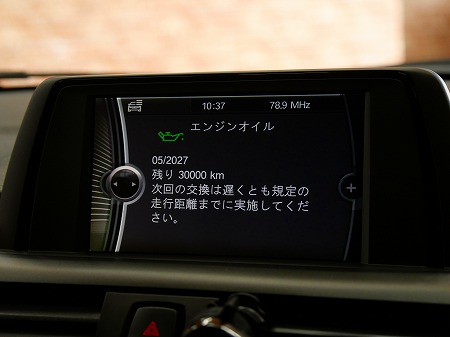 10:37 78,9 MHz
エンジンオイル
05/2027
残り 30000 km
次回の交換は遅くとも規定の
走行距離までに実施してくだ
さい。